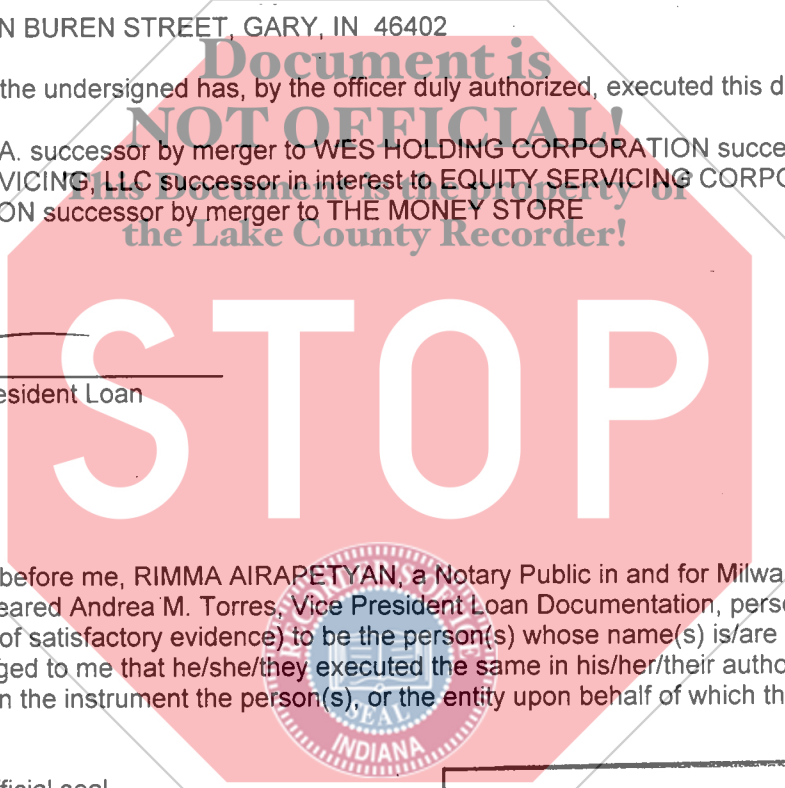 N BUREN STREET, GARY, IN 46402
Document is
the undersigned has, by the officer duly authorized, executed this d
NOT OFFICIAL!
A. successor by merger to WES HOLDING CORPORATION succe
VICING, LLC successor in interest to EQUITY SERVICING CORPO
This Document is the property of
ON successor by merger to THE MONEY STORE
the Lake County Recorder!
STOP
esident Loan
before me, RIMMA AIRAPETYAN, a Notary Public in and for Milwa
eared Andrea M. Torres, Vice President Loan Documentation, perso
of satisfactory evidence) to be the person(s) whose name(s) is/are
ged to me that he/she/they executed the same in his/her/their autho
n the instrument the person(s), or the entity upon behalf of which th
RECORDER'S OFFICE
SEAL
INDIANA
fficial seal